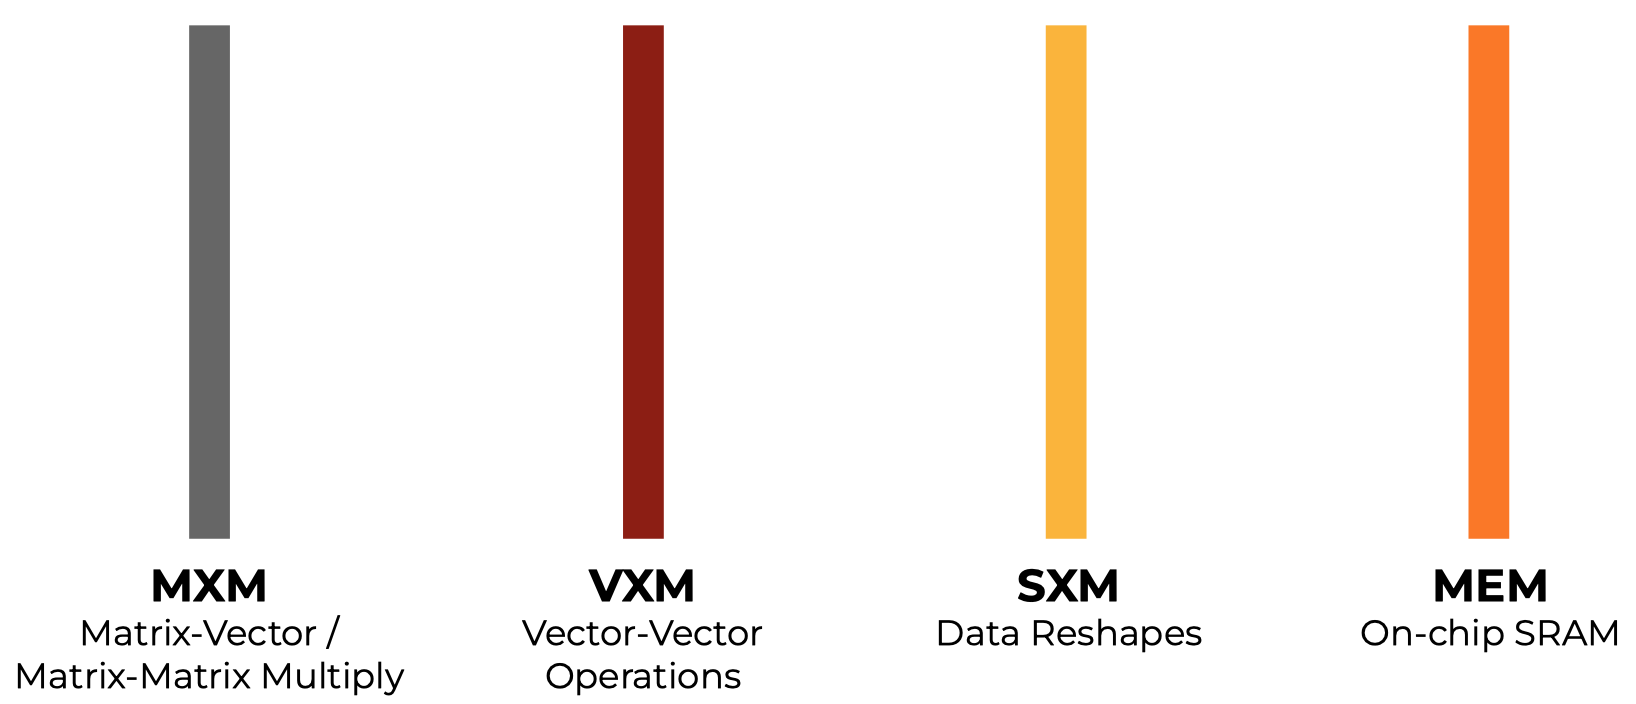 MXM
Matrix-Vector /
Matrix-Matrix Multiply
VXM
Vector-Vector
Operations
SXM
Data Reshapes
MEM
On-chip SRAM